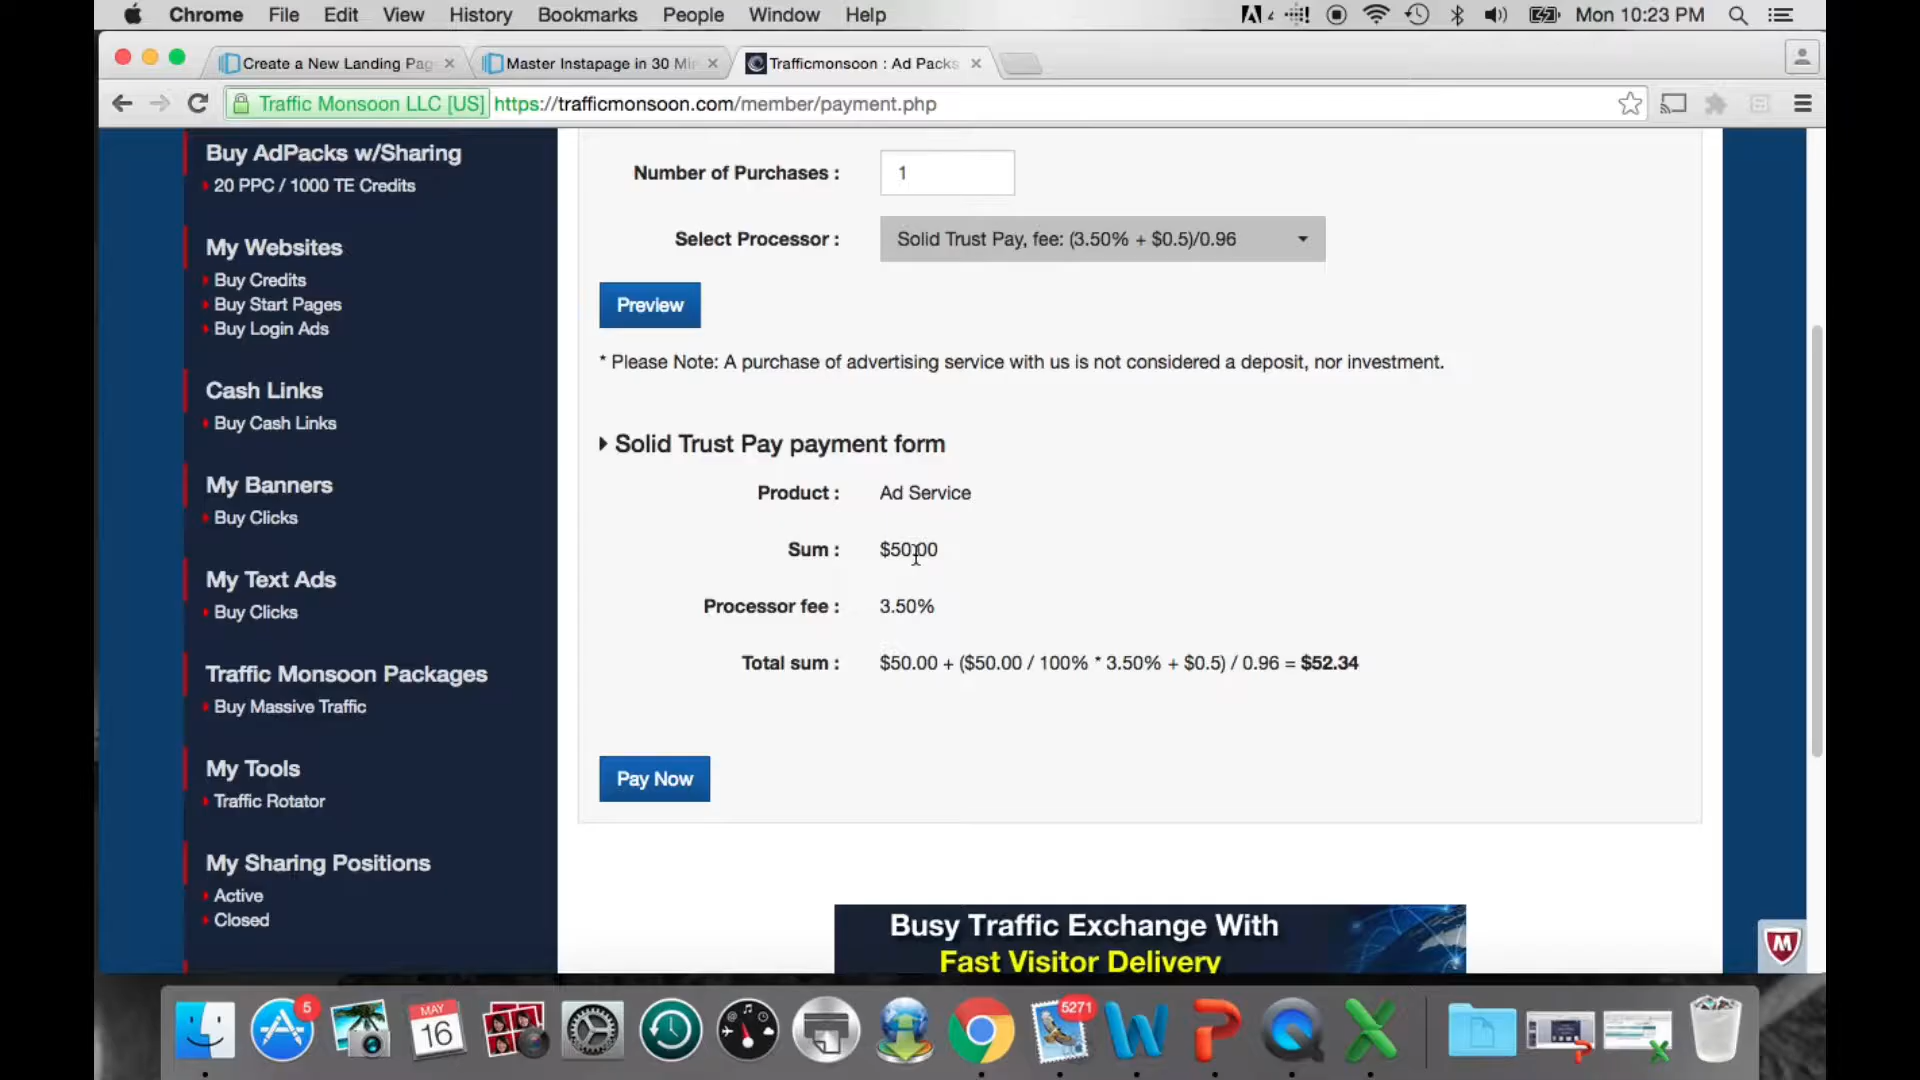 Chrome File Edit View History Bookmarks People Window Help Mon 10:23 PM
Create a New Landing Pag
Master Instapage in 30 Mi
Trafficmonsoon : Ad Packs
Traffic Monsoon LLC [US] https://trafficmonsoon.com/member/payment.php
Buy AdPacks w/Sharing
20 PPC / 1000 TE Credits
My Websites
Buy Credits
Buy Start Pages
Buy Login Ads
Cash Links
Buy Cash Links
My Banners
Buy Clicks
My Text Ads
Buy Clicks
Traffic Monsoon Packages
Buy Massive Traffic
My Tools
Traffic Rotator
My Sharing Positions
Active
Closed
Number of Purchases : 1
Select Processor : Solid Trust Pay, fee: (3.50% + $0.5)/0.96
Preview
* Please Note: A purchase of advertising service with us is not considered a deposit, nor investment.
Solid Trust Pay payment form
Product : Ad Service
Sum : $50.00
Processor fee : 3.50%
Total sum : $50.00 + ($50.00 / 100% * 3.50% + $0.5) / 0.96 = $52.34
Pay Now
Busy Traffic Exchange With
Fast Visitor Delivery
5
MAY
16
5271